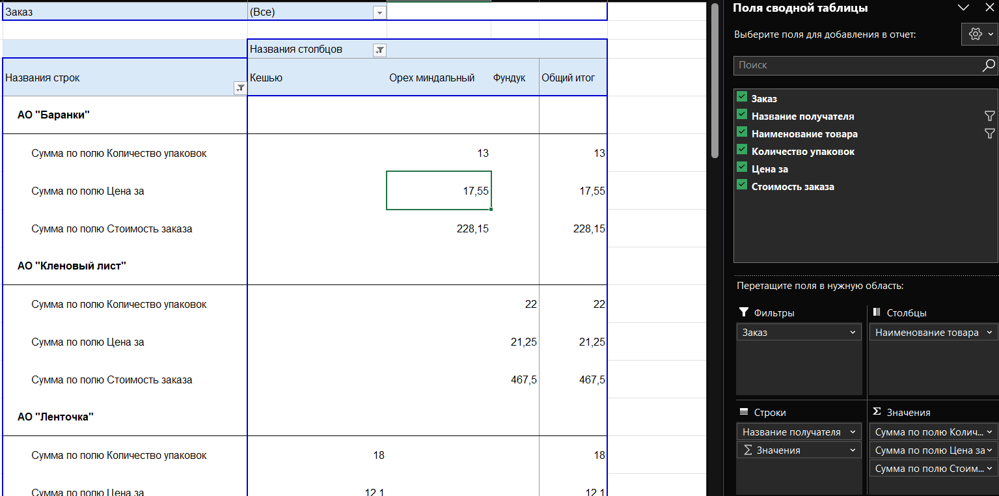 Заказ (Все)
Названия столбцов
Названия строк Кешью Орех миндальный Фундук Общий итог
АО "Баранки"
Сумма по полю Количество упаковок 13 13
Сумма по полю Цена за 17,55 17,55
Сумма по полю Стоимость заказа 228,15 228,15
АО "Кленовый лист"
Сумма по полю Количество упаковок 22 22
Сумма по полю Цена за 21,25 21,25
Сумма по полю Стоимость заказа 467,5 467,5
АО "Ленточка"
Сумма по полю Количество упаковок 18 18
Сумма по полю Цена за 12,1 12,1
Поля сводной таблицы
Выберите поля для добавления в отчет:
Поиск
Заказ
Название получателя
Наименование товара
Количество упаковок
Цена за
Стоимость заказа
Перетащите поля в нужную область:
Фильтры
Заказ
Столбцы
Наименование товара
Строки
Название получателя
Σ Значения
Σ Значения
Сумма по полю Колич...
Сумма по полю Цена за
Сумма по полю Стоим...